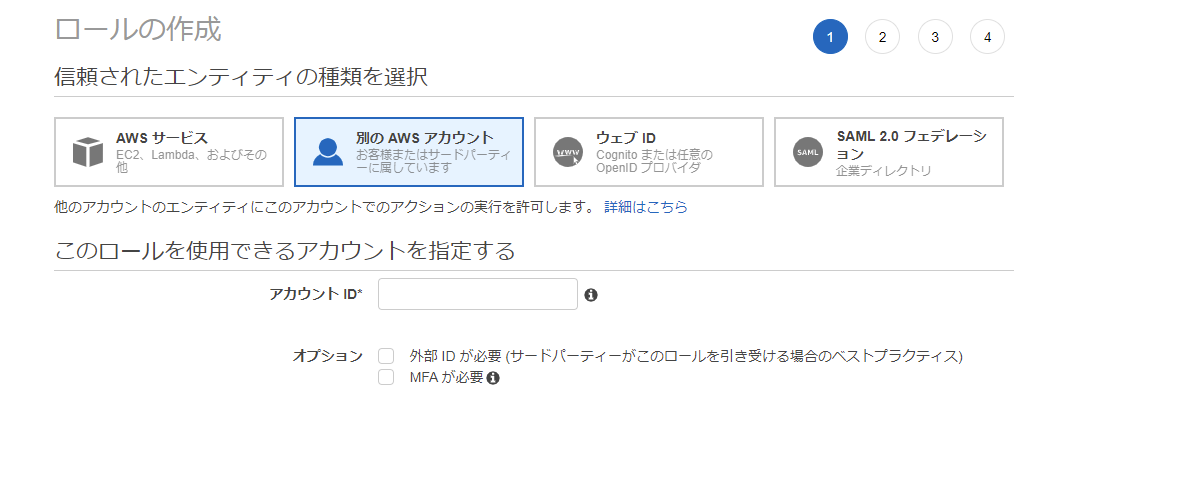 ロールの作成
1 2 3 4
信頼されたエンティティの種類を選択
AWS サービス
EC2、Lambda、およびその
他
別の AWS アカウント
お客様またはサードパーティ
ーに属しています
WWW
ウェブ ID
Cognito または任意の
OpenID プロバイダ
SAML
SAML 2.0 フェデレーシ
ョン
企業ディレクトリ
他のアカウントのエンティティにこのアカウントでのアクションの実行を許可します。 詳細はこちら
このロールを使用できるアカウントを指定する
アカウント ID*
オプション
外部 ID が必要 (サードパーティーがこのロールを引き受ける場合のベストプラクティス)
MFA が必要